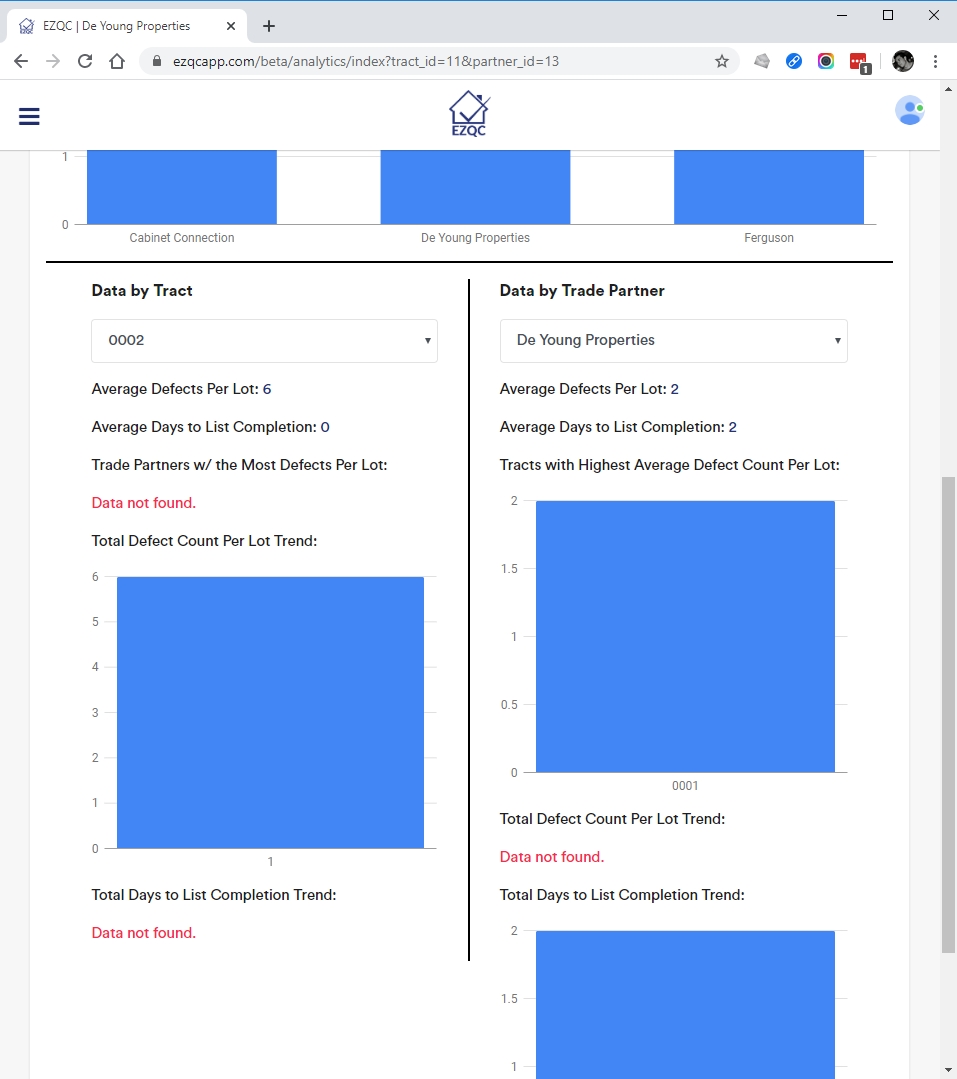 EZQC | De Young Properties
ezqcapp.com/beta/analytics/index?tract_id=11&partner_id=13
1
EZQC
1
0
Cabinet Connection
De Young Properties
Ferguson
Data by Tract
0002
Average Defects Per Lot: 6
Average Days to List Completion: 0
Trade Partners w/ the Most Defects Per Lot:
Data not found.
Total Defect Count Per Lot Trend:
6
5
4
3
2
1
0
1
Total Days to List Completion Trend:
Data not found.
Data by Trade Partner
De Young Properties
Average Defects Per Lot: 2
Average Days to List Completion: 2
Tracts with Highest Average Defect Count Per Lot:
2
1.5
1
0.5
0
0001
Total Defect Count Per Lot Trend:
Data not found.
Total Days to List Completion Trend:
2
1.5
1